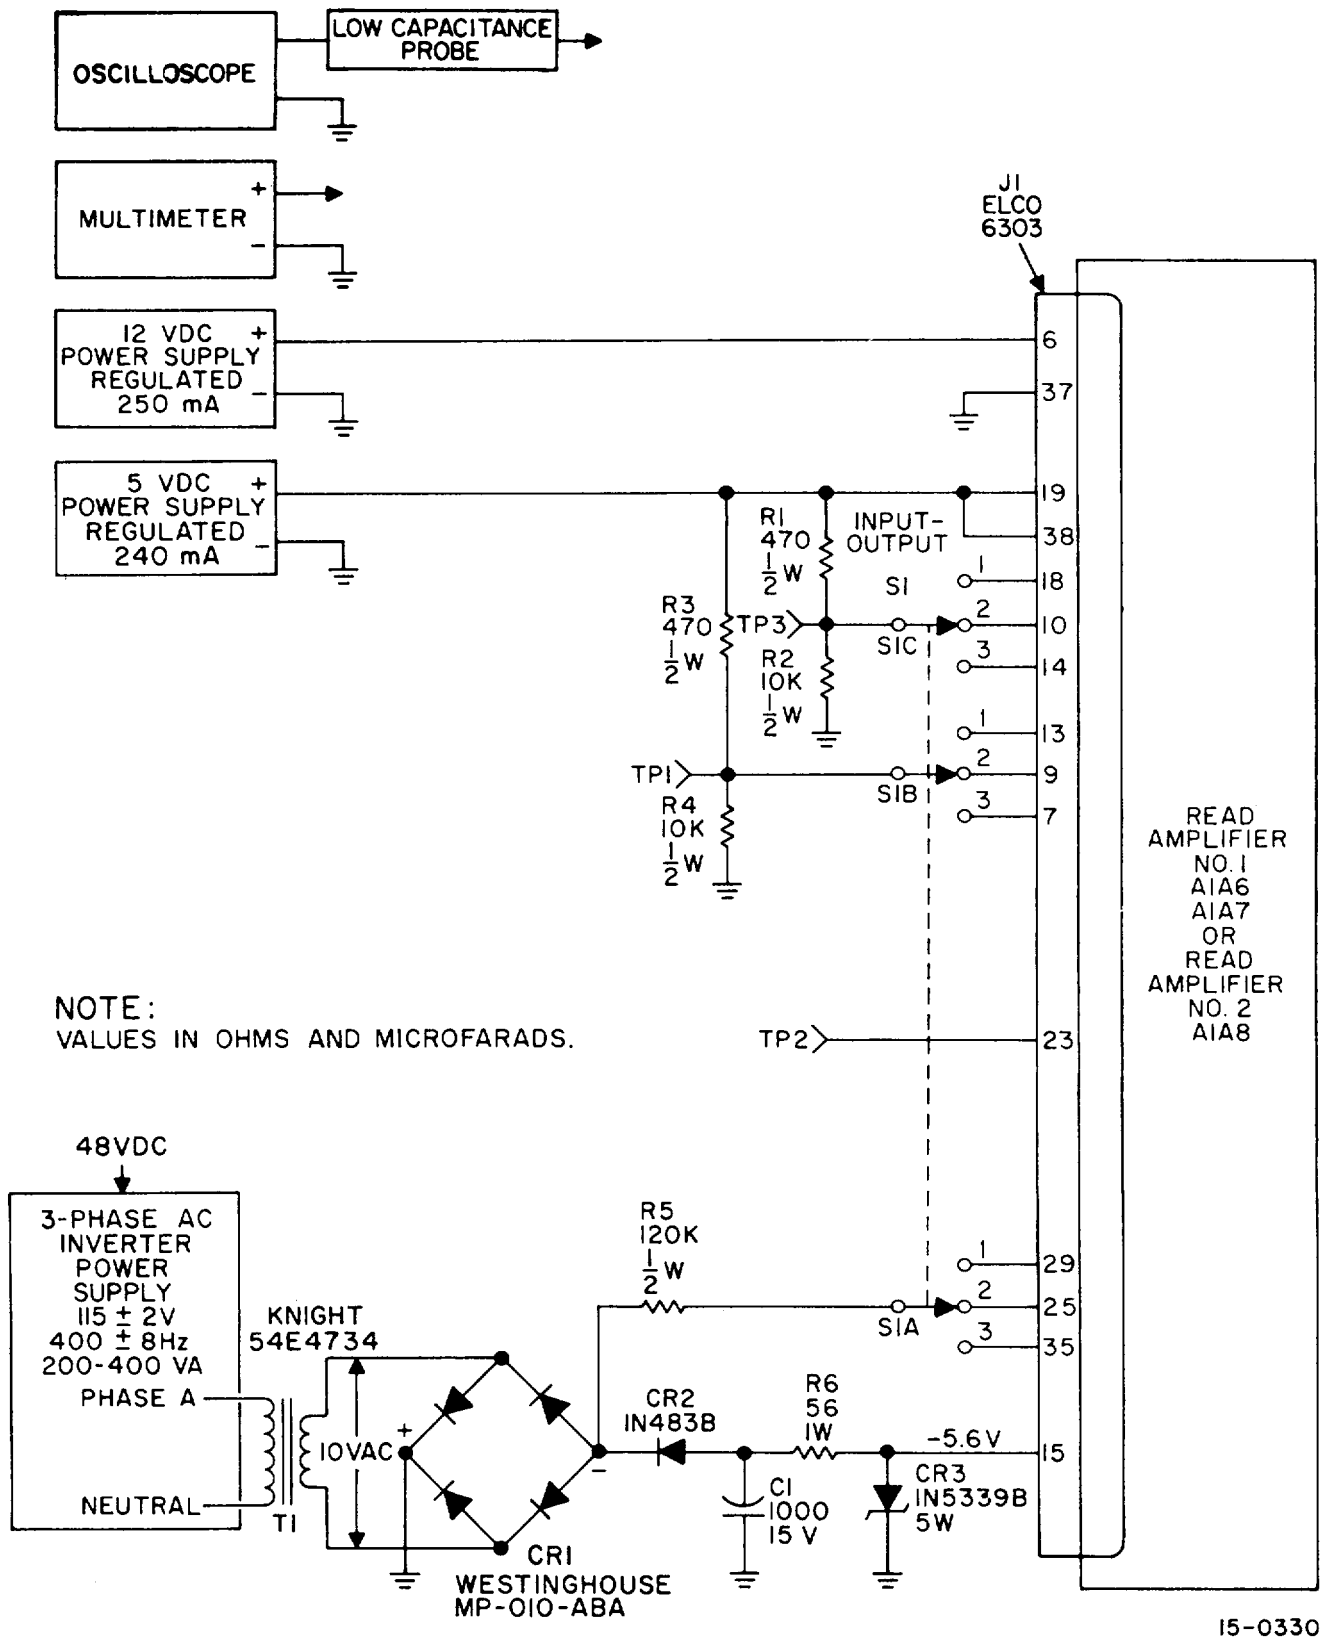 OSCILLOSCOPE
LOW CAPACITANCE
PROBE
MULTIMETER
+
-
J1
ELCO
6303
12 VDC +
POWER SUPPLY
REGULATED
250 mA
-
6
37
5 VDC +
POWER SUPPLY
REGULATED
240 mA
-
19
38
R1
470
1/2 W
INPUT-
OUTPUT
S1
1
18
R3
470
1/2 W
TP3
S1C
2
10
R2
10K
1/2 W
3
14
1
13
TP1
S1B
2
9
R4
10K
1/2 W
3
7
READ
AMPLIFIER
NO. 1
A1A6
A1A7
OR
READ
AMPLIFIER
NO. 2
A1A8
NOTE:
VALUES IN OHMS AND MICROFARADS.
TP2
23
48VDC
3-PHASE AC
INVERTER
POWER
SUPPLY
115 ± 2V
400 ± 8Hz
200-400 VA
PHASE A
NEUTRAL
KNIGHT
54E4734
T1
10VAC
+
-
CR1
WESTINGHOUSE
MP-010-ABA
R5
120K
1/2 W
S1A
1
29
2
25
3
35
CR2
1N483B
R6
56
1W
-5.6V
15
C1
1000
15 V
CR3
1N5339B
5W
15-0330